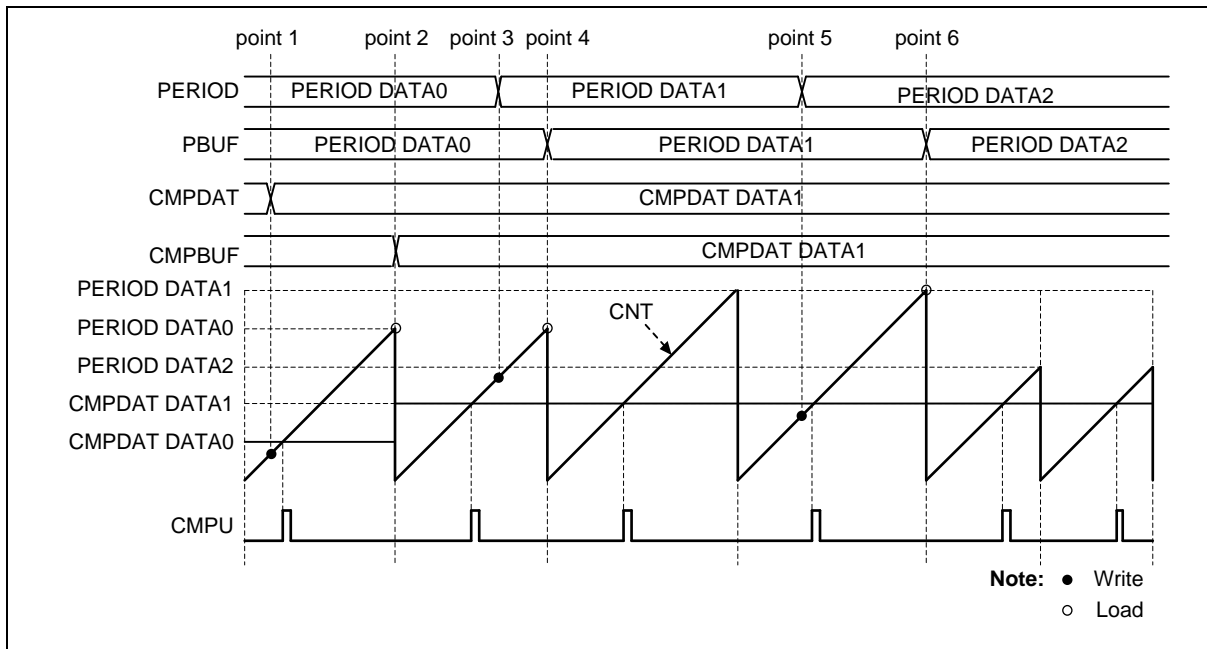 point 1 point 2 point 3 point 4 point 5 point 6
PERIOD PERIOD DATA0 PERIOD DATA1 PERIOD DATA2
PBUF PERIOD DATA0 PERIOD DATA1 PERIOD DATA2
CMPDAT CMPDAT DATA1
CMPBUF CMPDAT DATA1
PERIOD DATA1
PERIOD DATA0
CNT
PERIOD DATA2
CMPDAT DATA1
CMPDAT DATA0
CMPU
Note: ● Write
○ Load